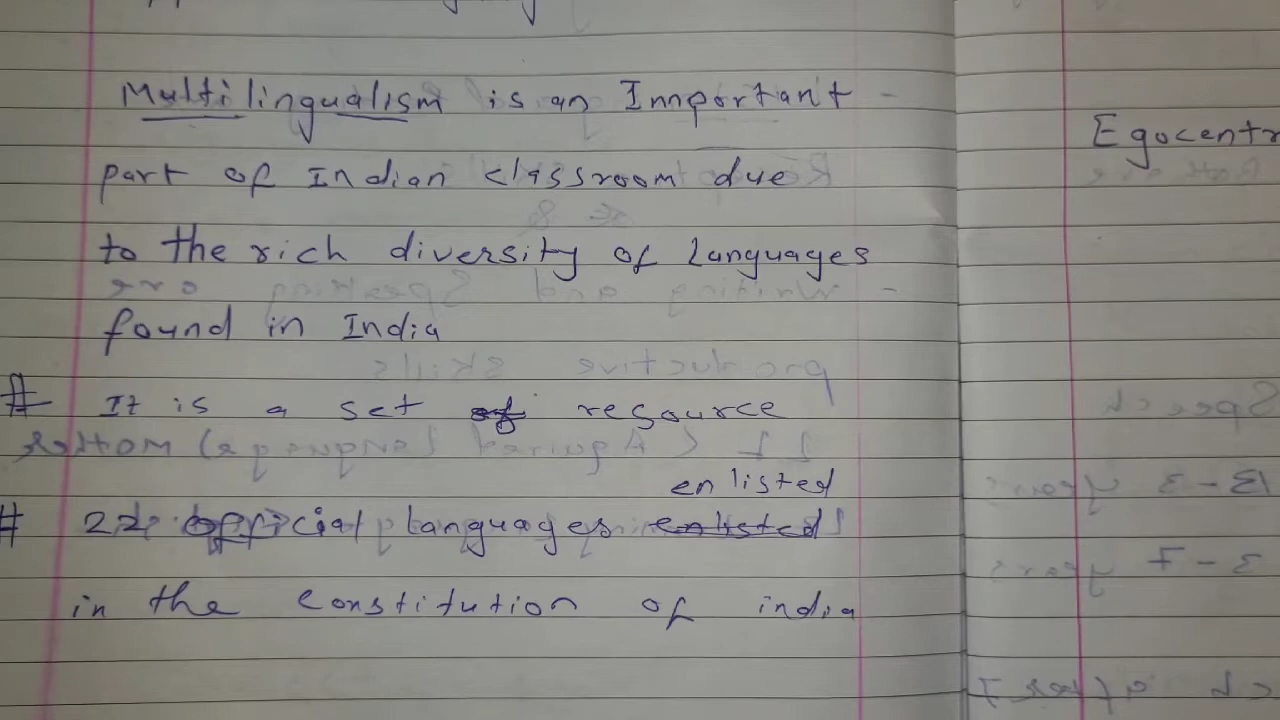 Multilingualism is an Innportant
part of Indian classroom due
to the rich diversity of Languages
found in India
# It is a set of resource
enlisted
# 22 official languages enlisted
in the constitution of india
Egocentr